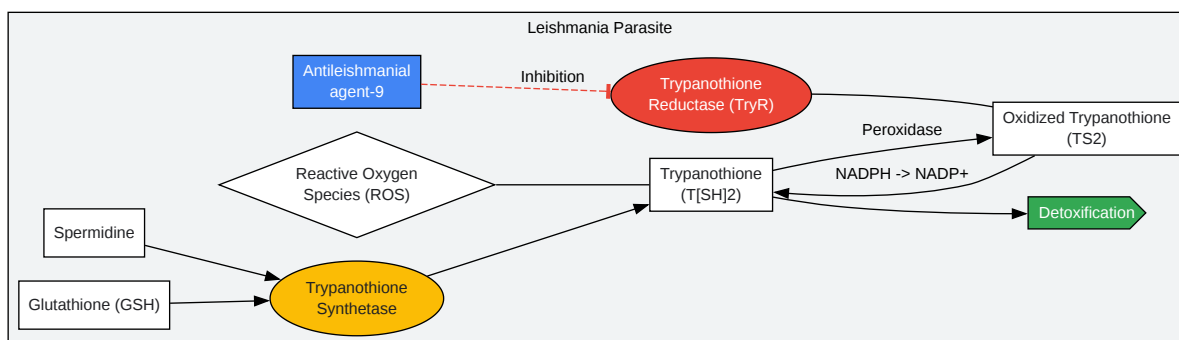 Leishmania Parasite
Antileishmanial
agent-9
Inhibition
Trypanothione
Reductase (TryR)
Oxidized Trypanothione
(TS2)
Peroxidase
Reactive Oxygen
Species (ROS)
Trypanothione
(T[SH]2)
NADPH -> NADP+
Detoxification
Spermidine
Glutathione (GSH)
Trypanothione
Synthetase